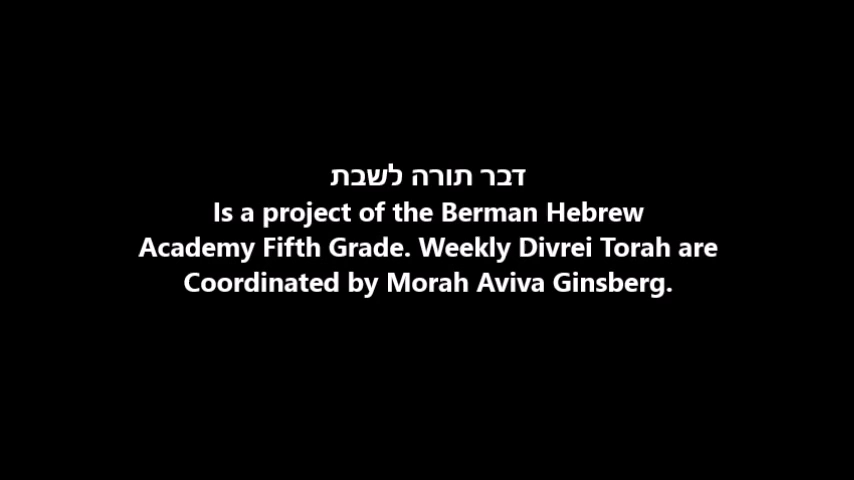 דבר תורה לשבת
Is a project of the Berman Hebrew
Academy Fifth Grade. Weekly Divrei Torah are
Coordinated by Morah Aviva Ginsberg.